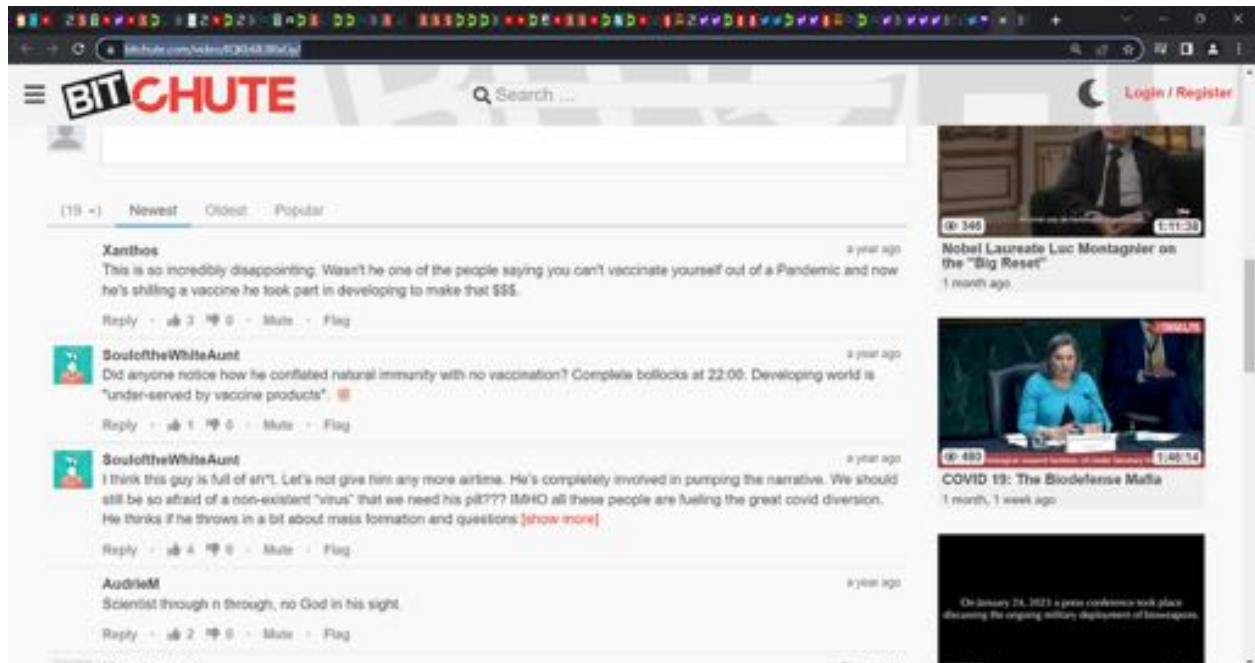 BITCHUTE
Search ...
Login / Register
Newest Oldest Popular
Xanthos
a year ago
This is so incredibly disappointing. Wasn't he one of the people saying you can't vaccinate yourself out of a Pandemic and now
he's shilling a vaccine he took part in developing to make that $$$.
Reply · 3 0 · Mute · Flag
SouloftheWhiteAunt
a year ago
Did anyone notice how he conflated natural immunity with no vaccination? Complete bollocks at 22:00. Developing world is
"under-served by vaccine products".
Reply · 1 0 · Mute · Flag
SouloftheWhiteAunt
a year ago
I think this guy is full of sh*t. Let's not give him any more airtime. He's completely involved in pumping the narrative. We should
still be so afraid of a non-existent "virus" that we need his pill??? IMHO all these people are fueling the great covid diversion.
He thinks if he throws in a bit about mass formation and questions [show more]
Reply · 4 0 · Mute · Flag
AudrieM
a year ago
Scientist through n through, no God in his sight.
Reply · 2 0 · Mute · Flag
346
1:11:38
Nobel Laureate Luc Montagnier on
the "Big Reset"
1 month ago
480
1:46:14
COVID 19: The Biodefense Mafia
1 month, 1 week ago
On January 24, 2023 a press conference took place
discussing the ongoing military deployment of bioweapons.